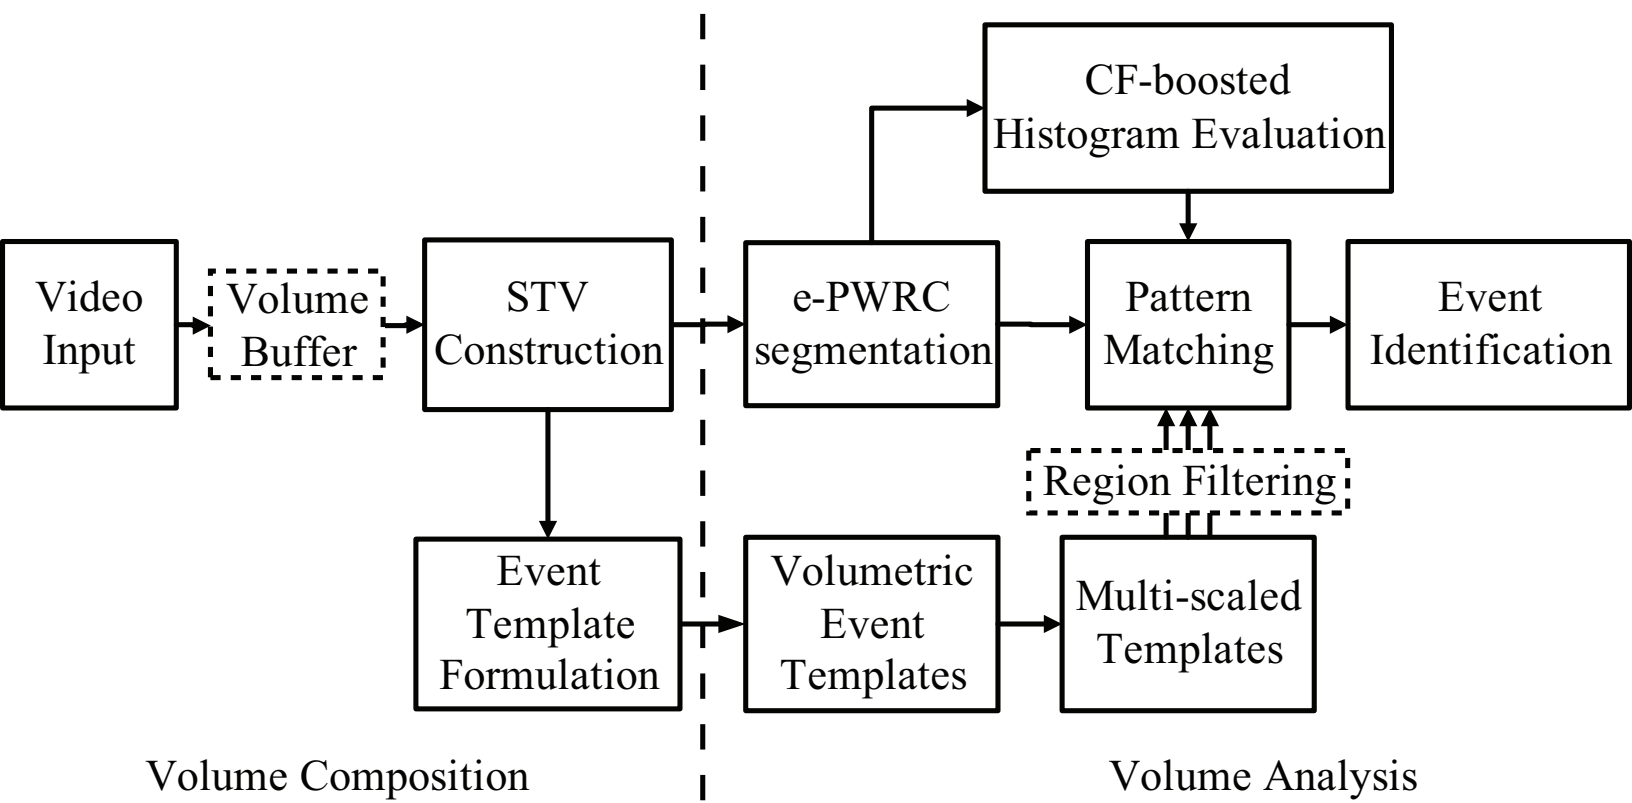 CF-boosted
Histogram Evaluation
Video
Input
Volume
Buffer
STV
Construction
e-PWRC
segmentation
Pattern
Matching
Event
Identification
Region Filtering
Event
Template
Formulation
Volumetric
Event
Templates
Multi-scaled
Templates
Volume Composition
Volume Analysis